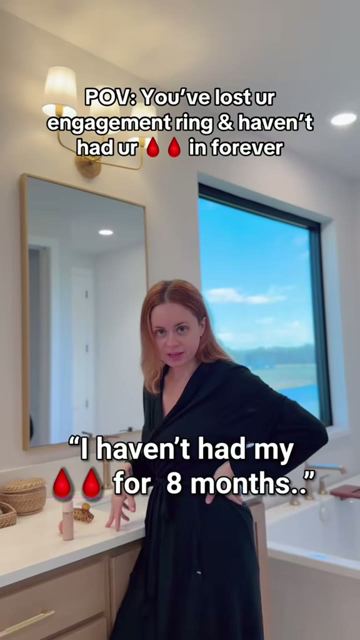 POV: You've lost ur
engagement ring & haven't
had ur 🩸🩸 in forever
"I haven't had my
🩸🩸 for 8 months.."